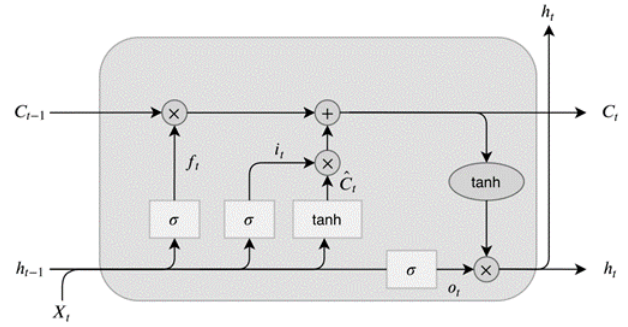 h_t
C_{t-1} × + C_t
f_t i_t × Ĉ_t tanh
σ σ tanh
h_{t-1} σ o_t × h_t
X_t